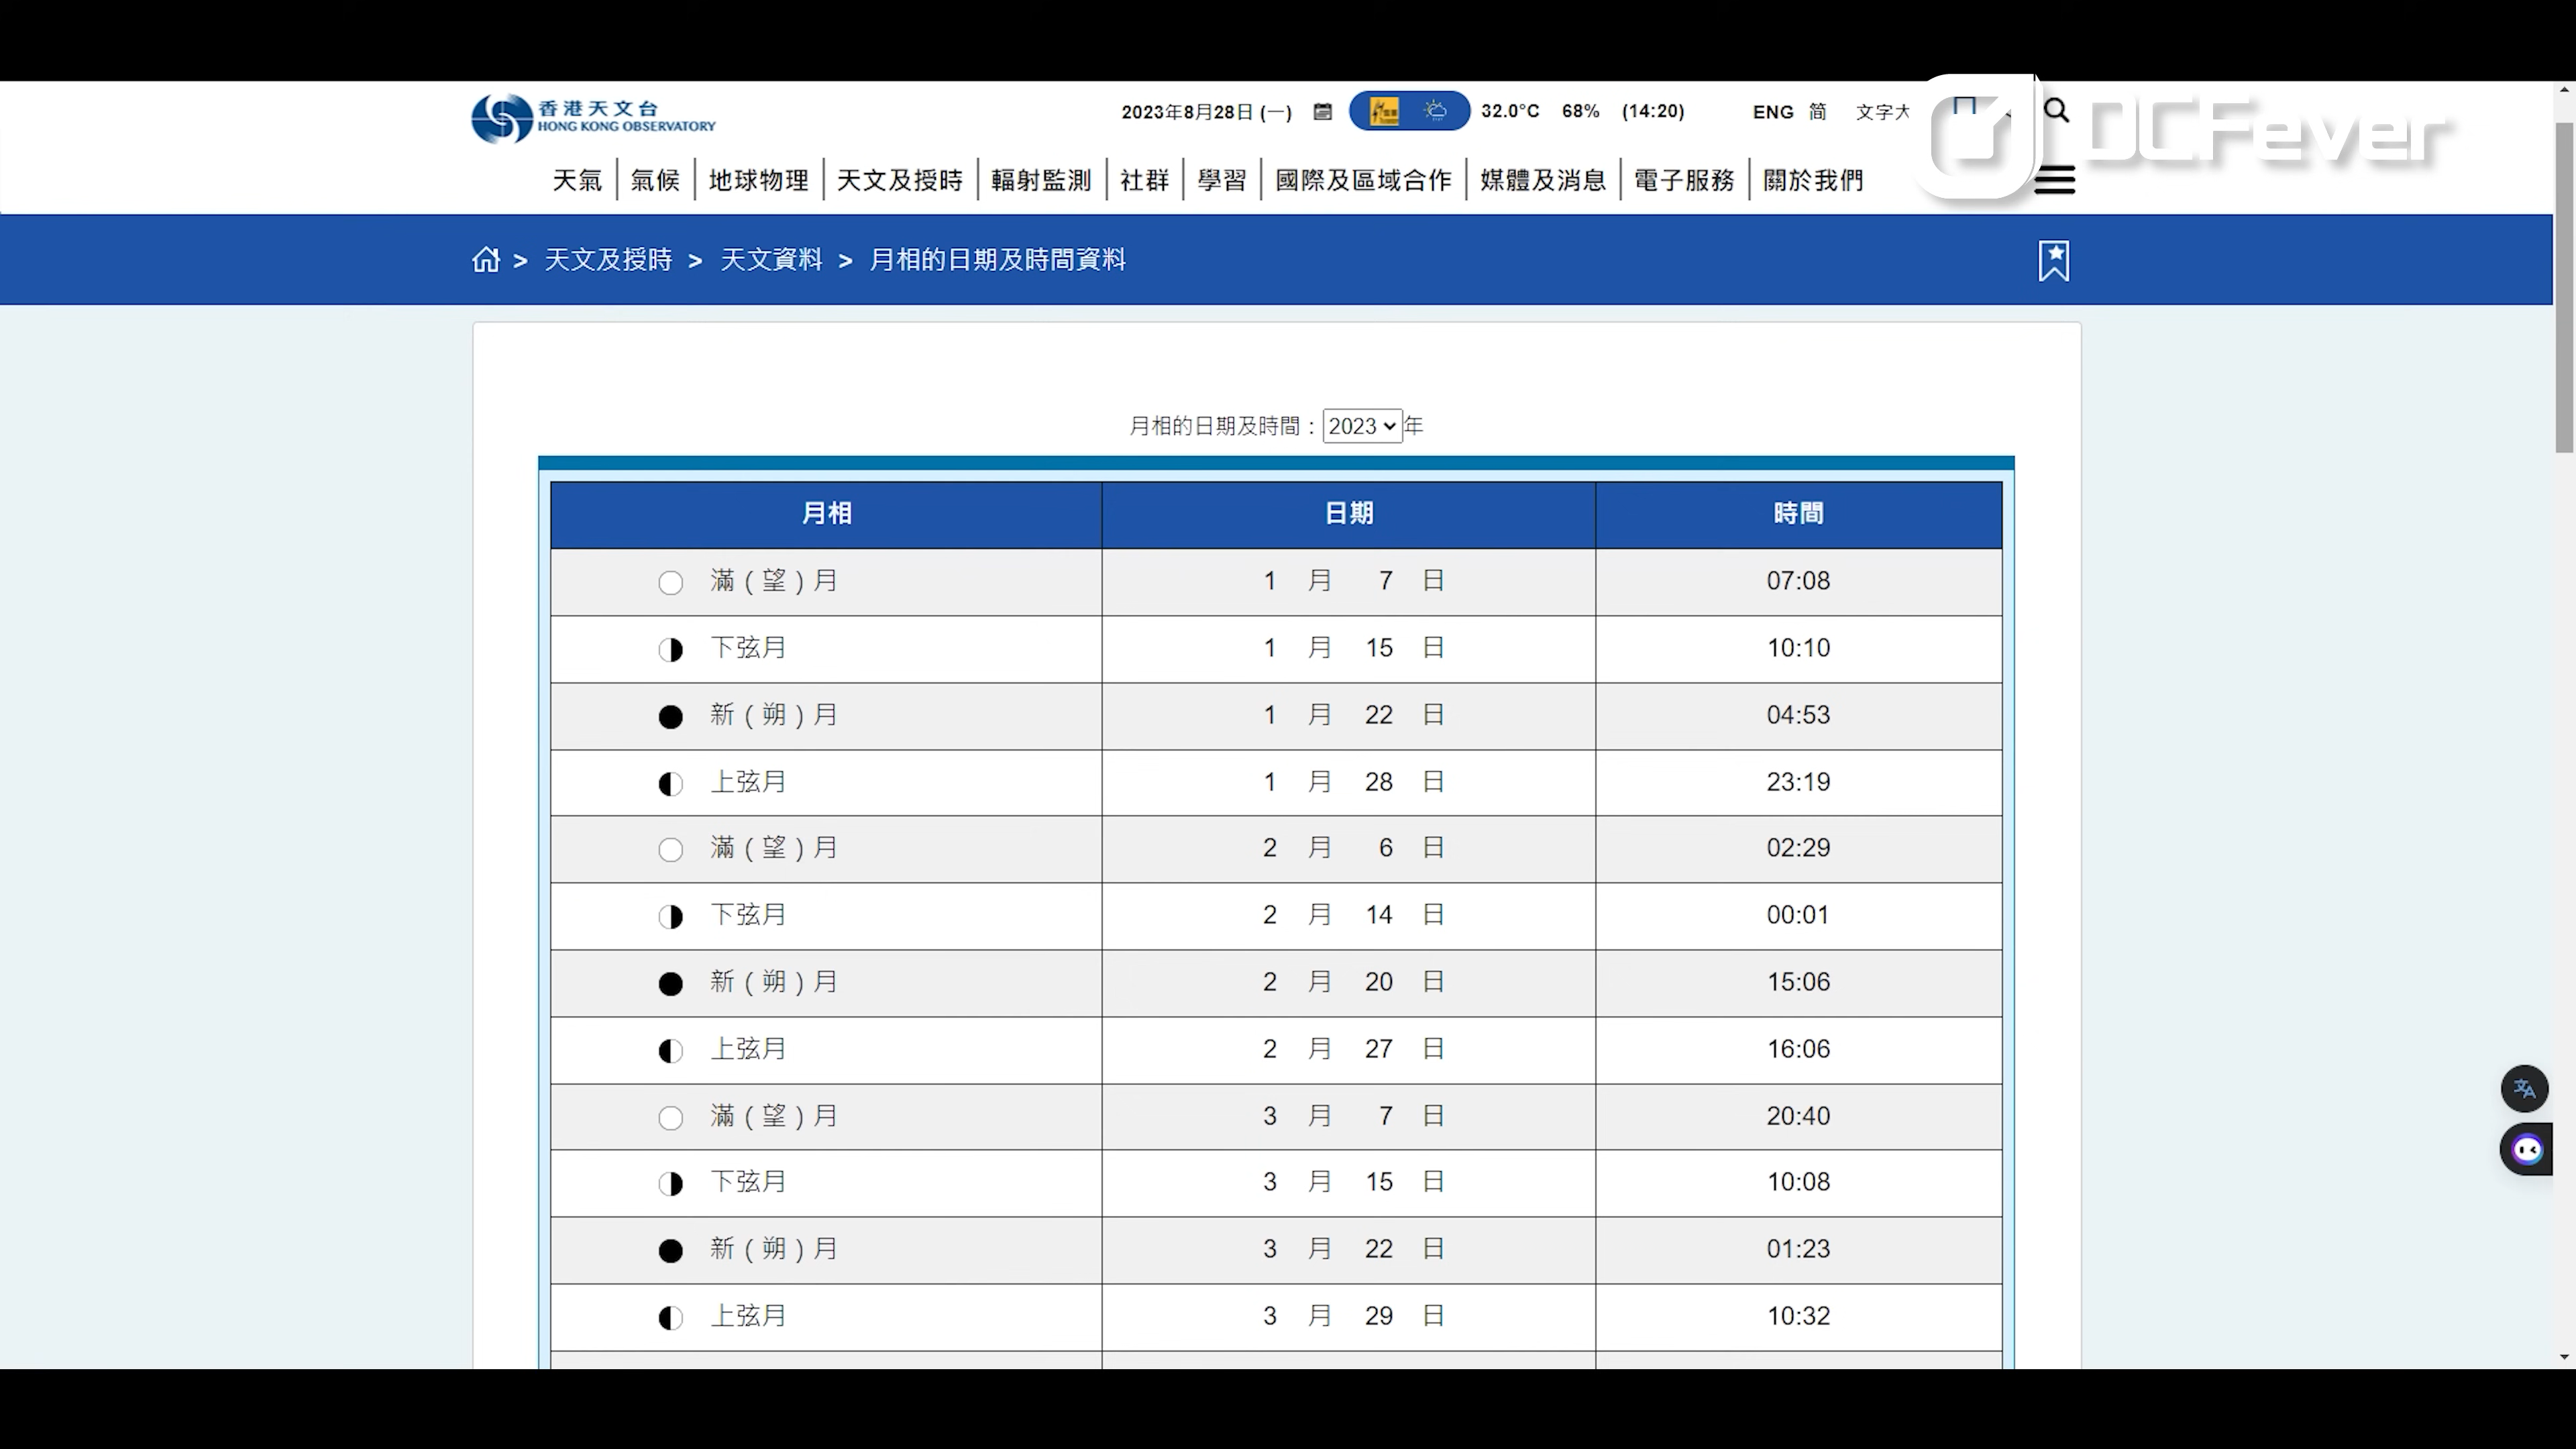 香港天文台
HONG KONG OBSERVATORY
2023年8月28日 (一) 32.0°C 68% (14:20) ENG 简 文字大
DCFever
天氣 氣候 地球物理 天文及授時 輻射監測 社群 學習 國際及區域合作 媒體及消息 電子服務 關於我們
> 天文及授時 > 天文資料 > 月相的日期及時間資料
月相的日期及時間：2023年
月相 日期 時間
滿（望）月 1 月 7 日 07:08
下弦月 1 月 15 日 10:10
新（朔）月 1 月 22 日 04:53
上弦月 1 月 28 日 23:19
滿（望）月 2 月 6 日 02:29
下弦月 2 月 14 日 00:01
新（朔）月 2 月 20 日 15:06
上弦月 2 月 27 日 16:06
滿（望）月 3 月 7 日 20:40
下弦月 3 月 15 日 10:08
新（朔）月 3 月 22 日 01:23
上弦月 3 月 29 日 10:32